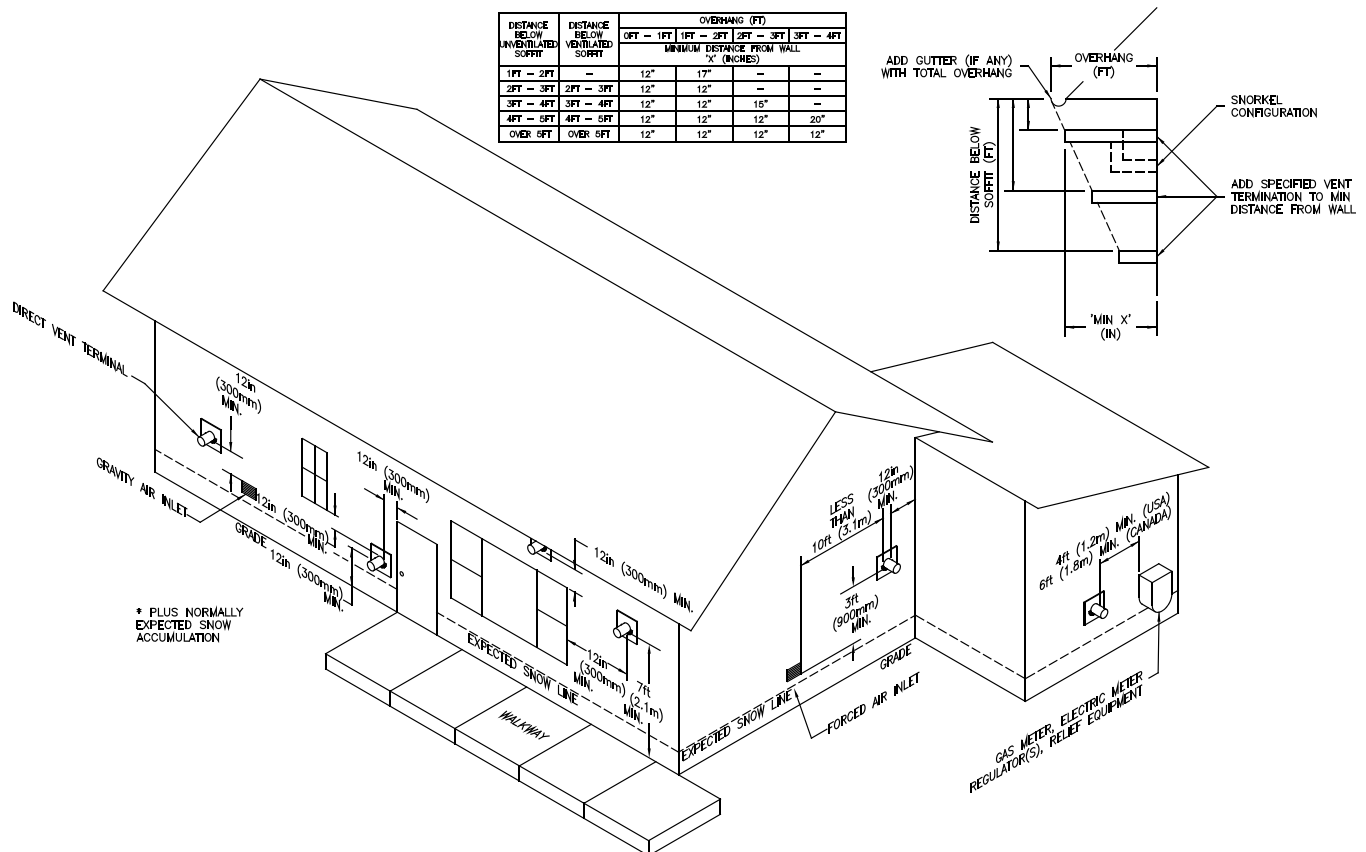 DISTANCE
BELOW
UNVENTILATED
SOFFIT
DISTANCE
BELOW
VENTILATED
SOFFIT
OVERHANG (FT)
0FT - 1FT 1FT - 2FT 2FT - 3FT 3FT - 4FT
MINIMUM DISTANCE FROM WALL
'X' (INCHES)
1FT - 2FT - 12" 17" - -
2FT - 3FT 2FT - 3FT 12" 12" - -
3FT - 4FT 3FT - 4FT 12" 12" 15" -
4FT - 5FT 4FT - 5FT 12" 12" 12" 20"
OVER 5FT OVER 5FT 12" 12" 12" 12"
ADD GUTTER (IF ANY)
WITH TOTAL OVERHANG
OVERHANG
(FT)
SNORKEL
CONFIGURATION
DISTANCE BELOW
SOFFIT (FT)
ADD SPECIFIED VENT
TERMINATION TO MIN
DISTANCE FROM WALL
'MIN X'
(IN)
DIRECT VENT TERMINAL
12in
(300mm)
MIN.
GRAVITY AIR INLET
12in (300mm)
MIN.
12in (300mm)
MIN.
GRADE
12in (300mm)
MIN.
* PLUS NORMALLY
EXPECTED SNOW
ACCUMULATION
12in (300mm)
MIN.
12in
(300mm)
MIN.
7ft
(2.1m)
MIN.
EXPECTED SNOW LINE
WALKWAY
LESS
THAN
10ft (3.1m)
12in
(300mm)
MIN.
3ft
(900mm)
MIN.
EXPECTED SNOW LINE
GRADE
FORCED AIR INLET
4ft (1.2m) MIN. (USA)
6ft (1.8m) MIN. (CANADA)
GAS METER, ELECTRIC METER
REGULATOR(S), RELIEF EQUIPMENT